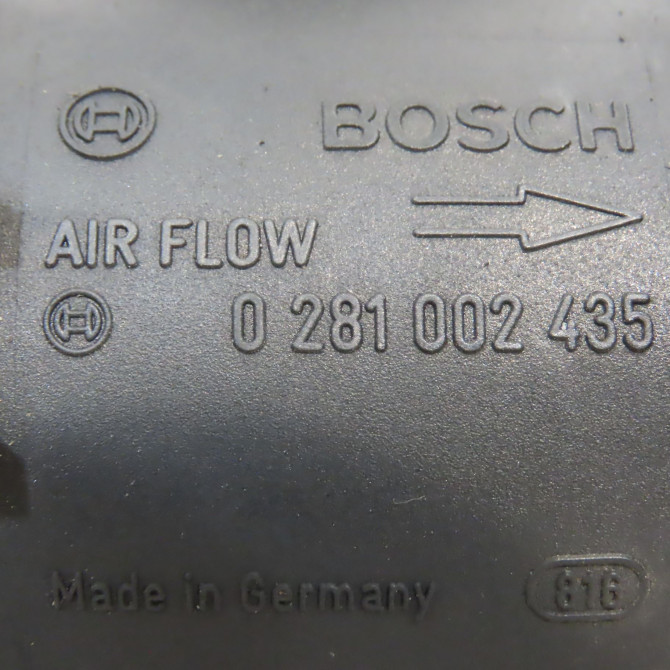 BOSCH
AIR FLOW
0 281 002 435
Made in Germany
816